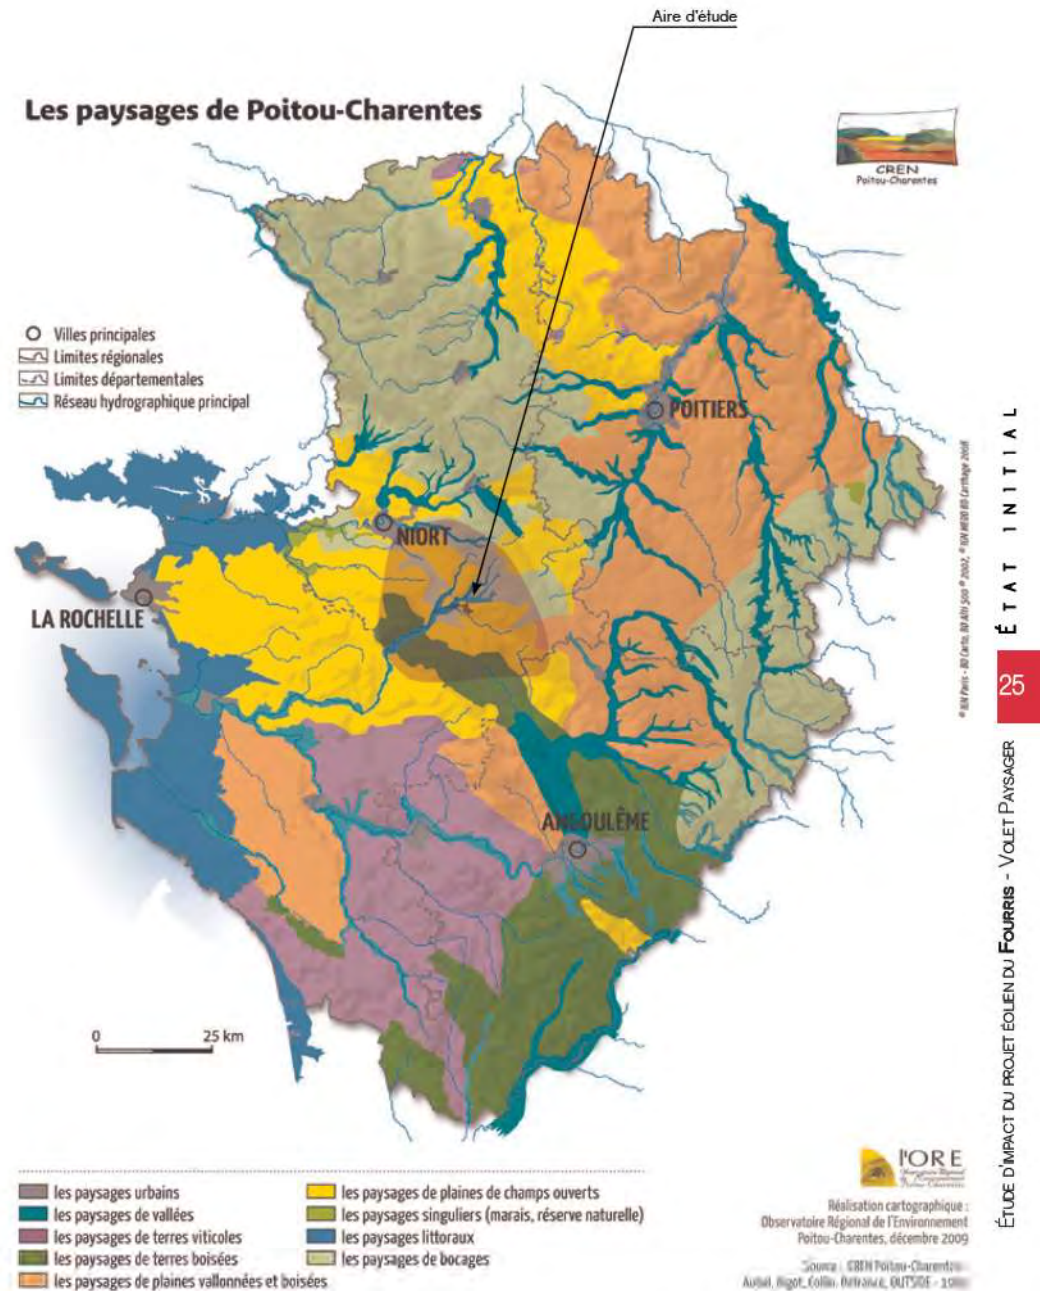 Aire d'étude
Les paysages de Poitou-Charentes
CREN
Poitou-Charentes
Villes principales
Limites régionales
Limites départementales
Réseau hydrographique principal
POITIERS
NIORT
LA ROCHELLE
ANGOULÊME
0 25 km
les paysages urbains
les paysages de vallées
les paysages de terres viticoles
les paysages de terres boisées
les paysages de plaines vallonnées et boisées
les paysages de plaines de champs ouverts
les paysages singuliers (marais, réserve naturelle)
les paysages littoraux
les paysages de bocages
l'ORE
Réalisation cartographique :
Observatoire Régional de l'Environnement
Poitou-Charentes, décembre 2009
Source : CREN Poitou-Charentes
ÉTAT INITIAL
25
ÉTUDE D'IMPACT DU PROJET ÉOLIEN DU FOURRIS - VOLET PAYSAGER